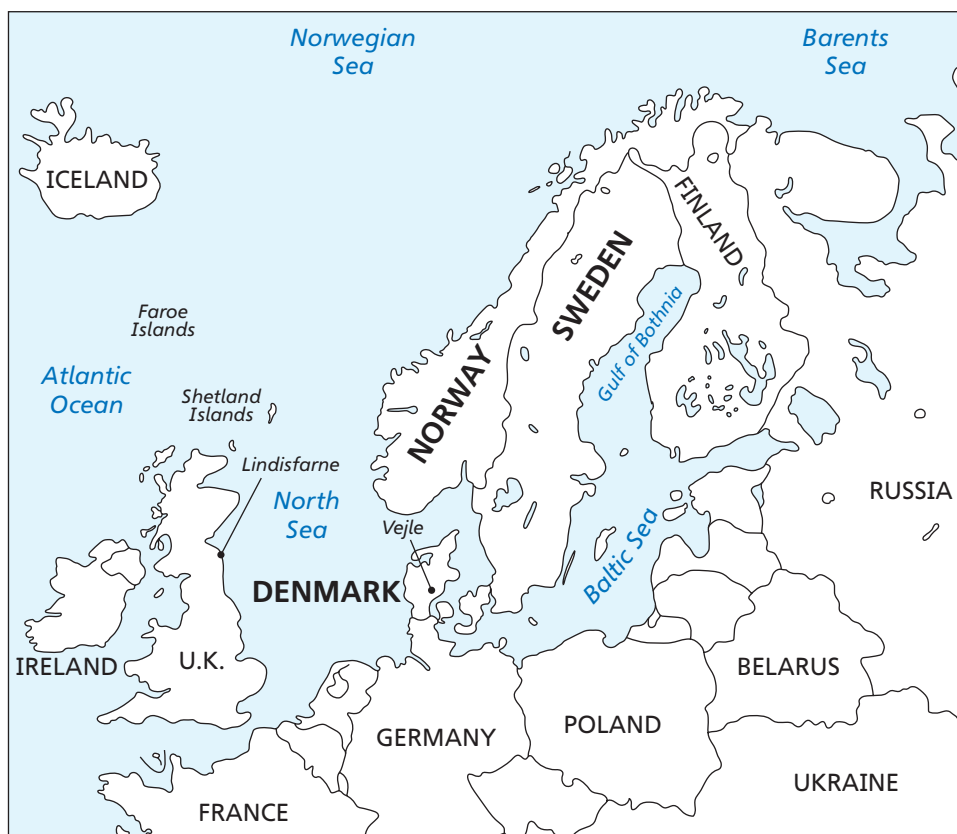 Norwegian
Sea
Barents
Sea
ICELAND
FINLAND
SWEDEN
Faroe
Islands
Gulf of Bothnia
Atlantic
Ocean
NORWAY
Shetland
Islands
Lindisfarne
North
Sea
RUSSIA
Vejle
Baltic Sea
DENMARK
IRELAND
U.K.
BELARUS
GERMANY
POLAND
UKRAINE
FRANCE